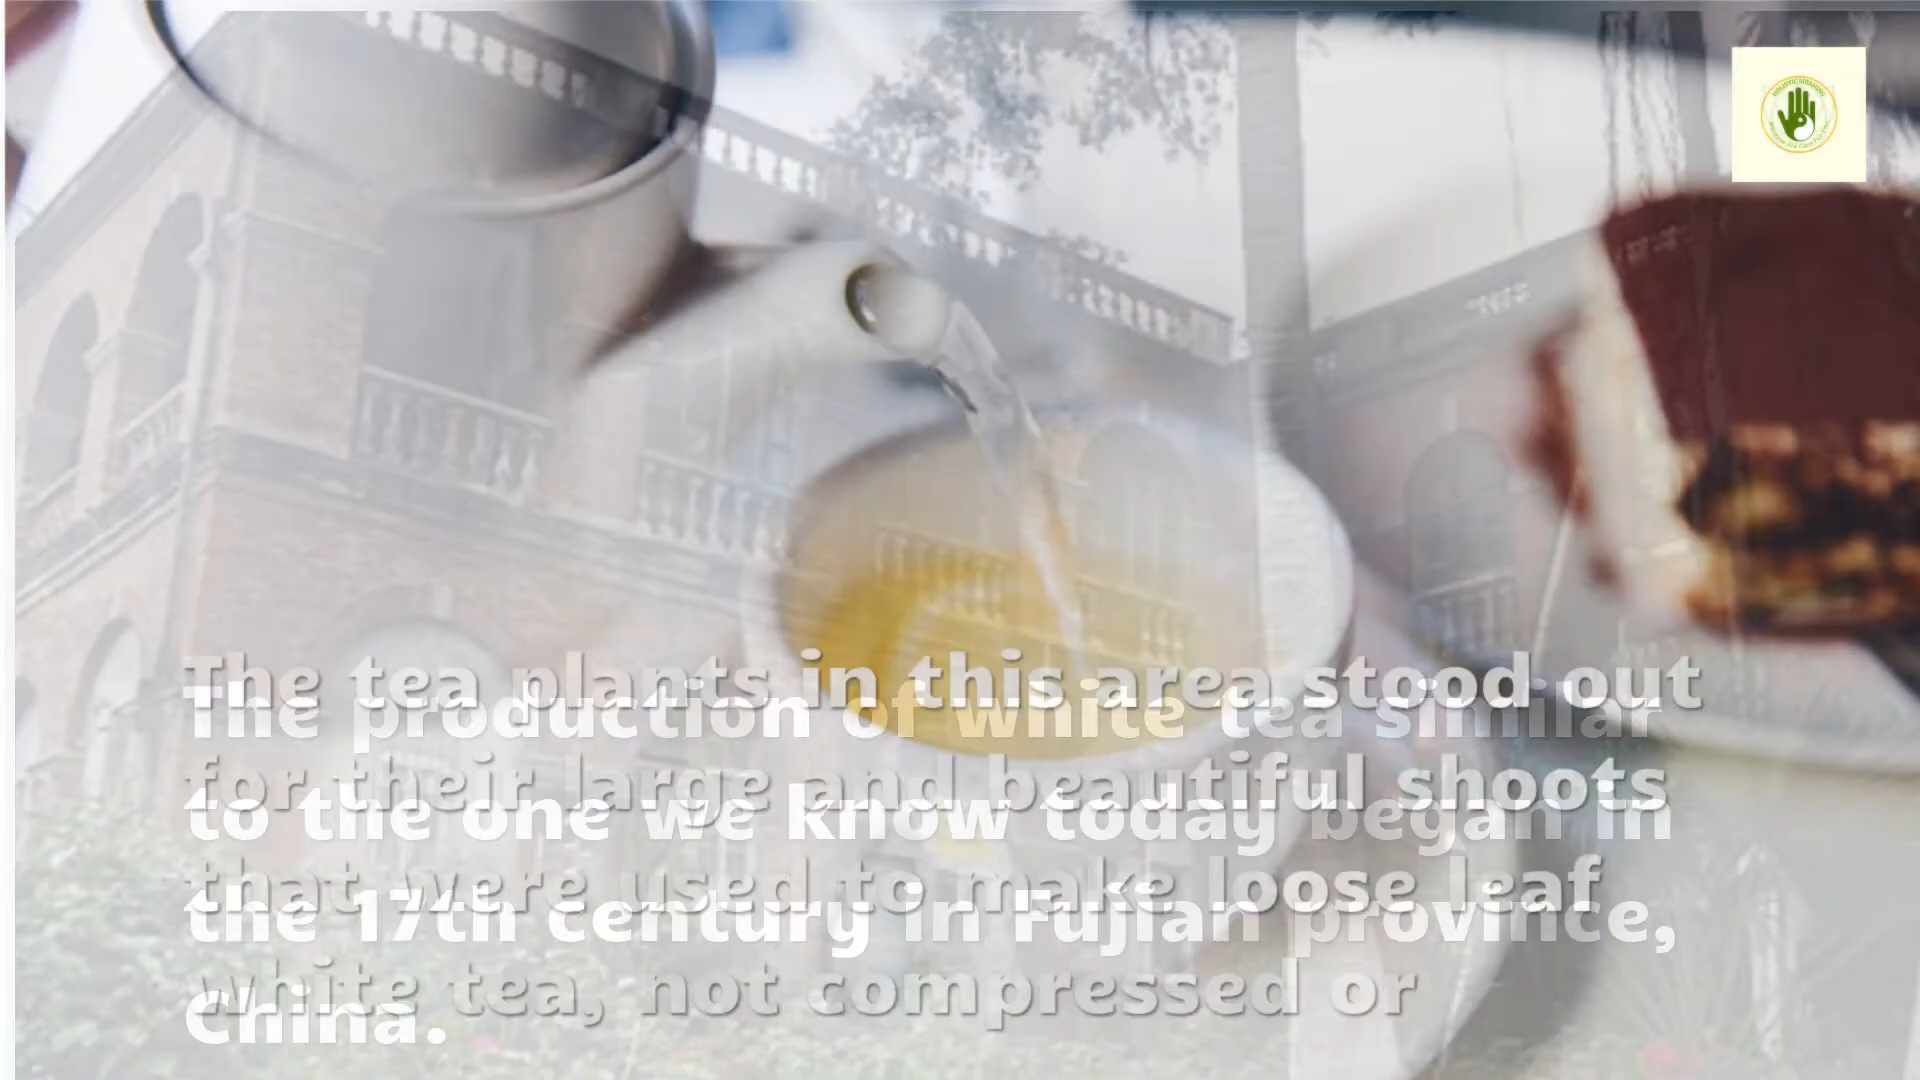 The tea plants in this area stood out
for their large and beautiful shoots
that were used to make loose leaf
white tea, not compressed or
The production of white tea similar
to the one we know today began in
the 17th century in Fujian province,
China.